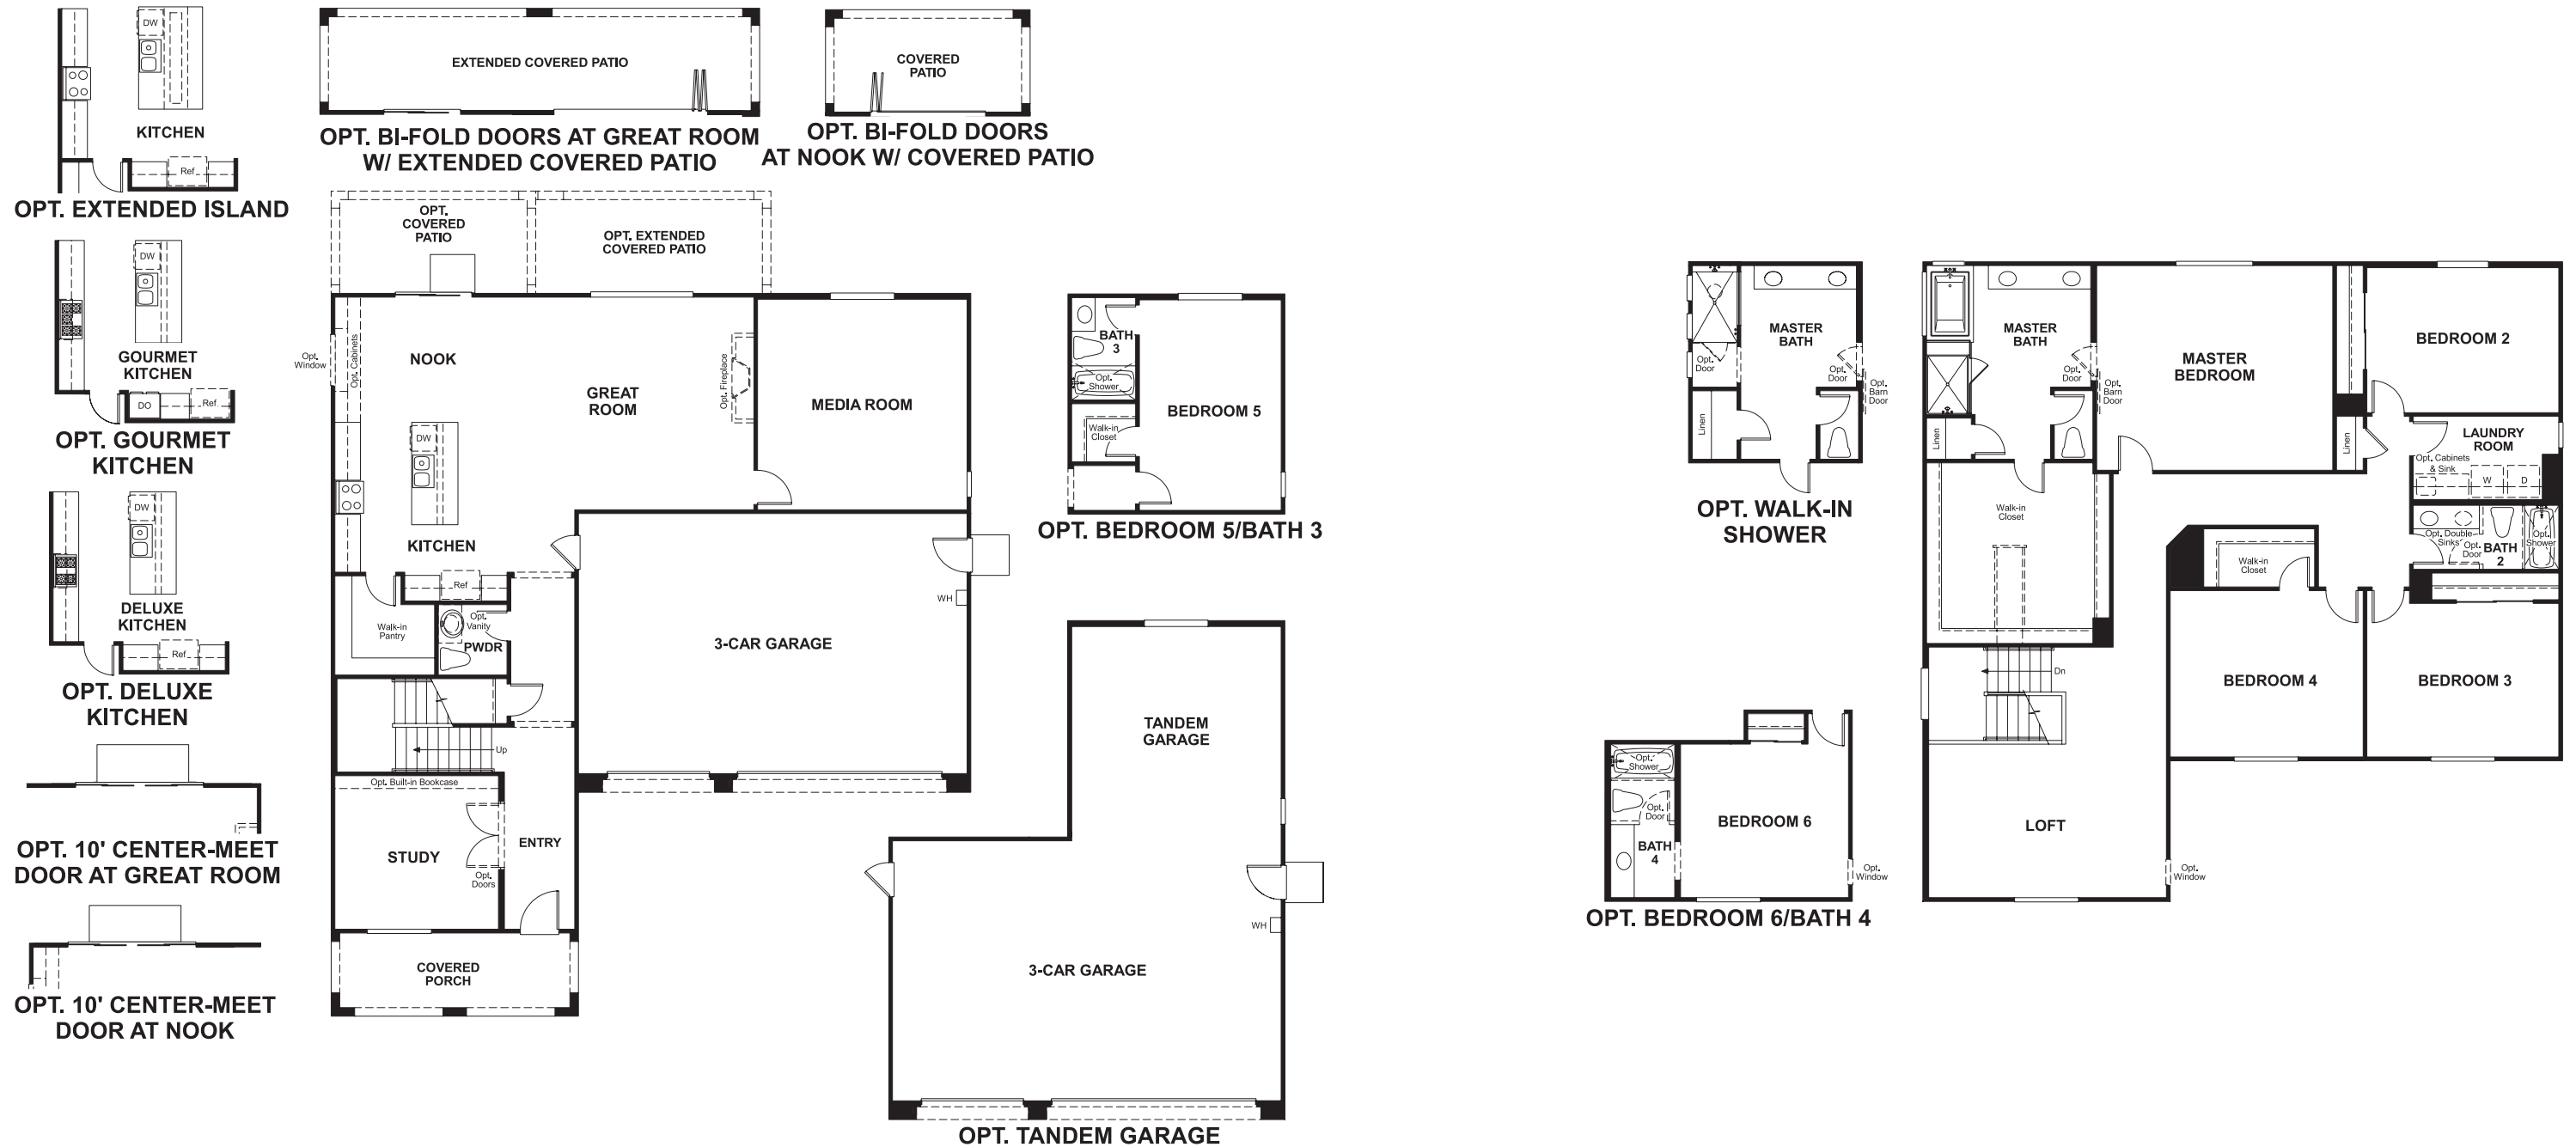 DW
KITCHEN
Ref
OPT. EXTENDED ISLAND
DW
GOURMET
KITCHEN
DO
Ref
OPT. GOURMET
KITCHEN
DW
DELUXE
KITCHEN
Ref
OPT. DELUXE
KITCHEN
OPT. 10' CENTER-MEET
DOOR AT GREAT ROOM
OPT. 10' CENTER-MEET
DOOR AT NOOK
EXTENDED COVERED PATIO
OPT. BI-FOLD DOORS AT GREAT ROOM
W/ EXTENDED COVERED PATIO
COVERED
PATIO
OPT. BI-FOLD DOORS
AT NOOK W/ COVERED PATIO
OPT.
COVERED
PATIO
OPT. EXTENDED
COVERED PATIO
Opt.
Window
Opt. Cabinets
NOOK
GREAT
ROOM
Opt. Fireplace
MEDIA ROOM
DW
KITCHEN
Ref
Walk-in
Pantry
Opt.
Vanity
PWDR
3-CAR GARAGE
WH
Up
Opt. Built-in Bookcase
STUDY
Opt.
Doors
ENTRY
COVERED
PORCH
BATH
3
Opt.
Shower
BEDROOM 5
Walk-in
Closet
OPT. BEDROOM 5/BATH 3
TANDEM
GARAGE
WH
3-CAR GARAGE
OPT. TANDEM GARAGE
MASTER
BATH
Opt.
Door
Opt.
Door
Opt.
Barn
Door
Linen
OPT. WALK-IN
SHOWER
Opt.
Shower
Opt.
Door
BEDROOM 6
BATH
4
Opt.
Window
OPT. BEDROOM 6/BATH 4
MASTER
BATH
Opt.
Door
Opt.
Barn
Door
Linen
MASTER
BEDROOM
BEDROOM 2
Linen
LAUNDRY
ROOM
Opt. Cabinets
& Sink
W
D
Walk-in
Closet
Opt. Double
Sinks
Opt.
Door
BATH
2
Opt.
Shower
Walk-in
Closet
Dn
BEDROOM 4
BEDROOM 3
LOFT
Opt.
Window